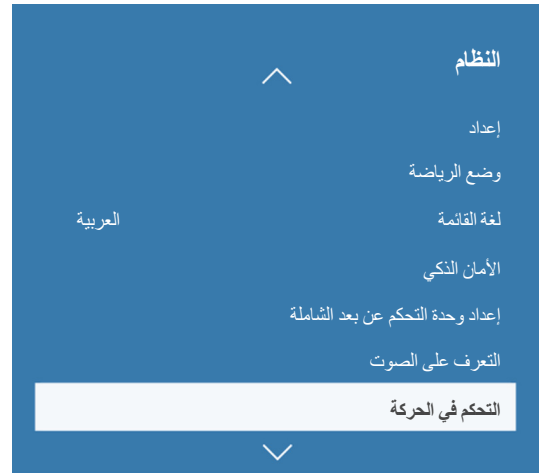 النظام
إعداد
وضع الرياضة
لغة القائمة العربية
الأمان الذكي
إعداد وحدة التحكم عن بعد الشاملة
التعرف على الصوت
التحكم في الحركة